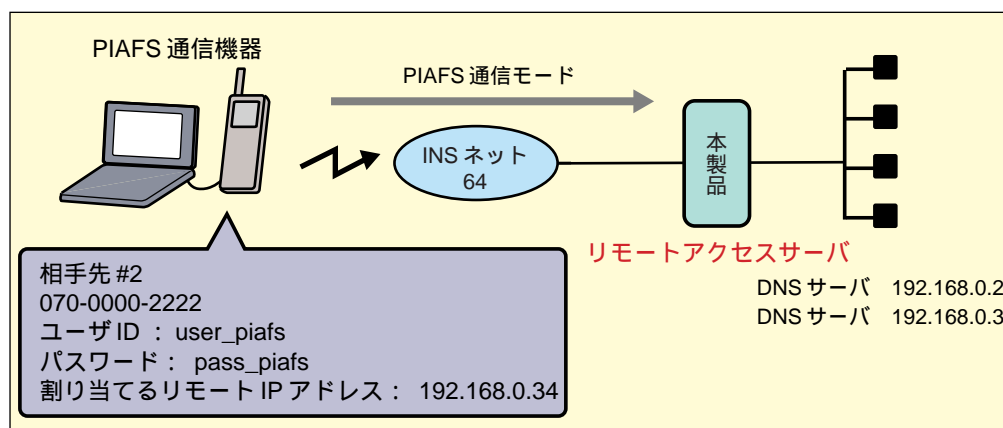 PIAFS 通信機器
PIAFS 通信モード
INS ネット
64
本製品
リモートアクセスサーバ
DNS サーバ 192.168.0.2
DNS サーバ 192.168.0.3
相手先 #2
070-0000-2222
ユーザ ID : user_piafs
パスワード : pass_piafs
割り当てるリモート IP アドレス : 192.168.0.34